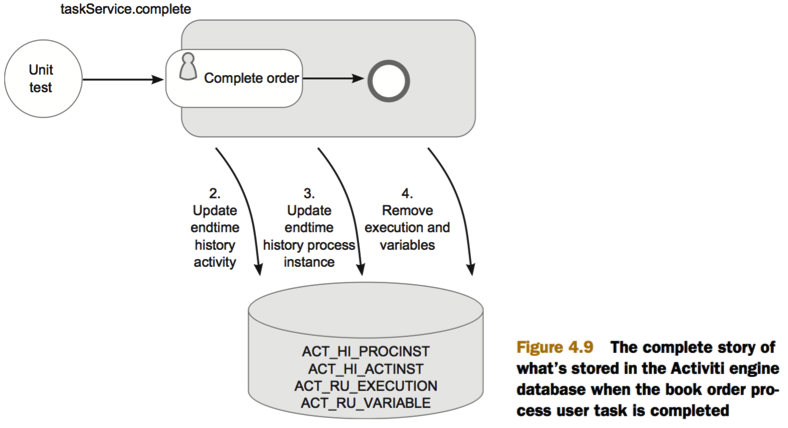 taskService.complete
Unit
test
Complete order
2.
Update
endtime
history
activity
3.
Update
endtime
history process
instance
4.
Remove
execution and
variables
ACT_HI_PROCINST
ACT_HI_ACTINST
ACT_RU_EXECUTION
ACT_RU_VARIABLE
Figure 4.9 The complete story of
what's stored in the Activiti engine
database when the book order pro-
cess user task is completed